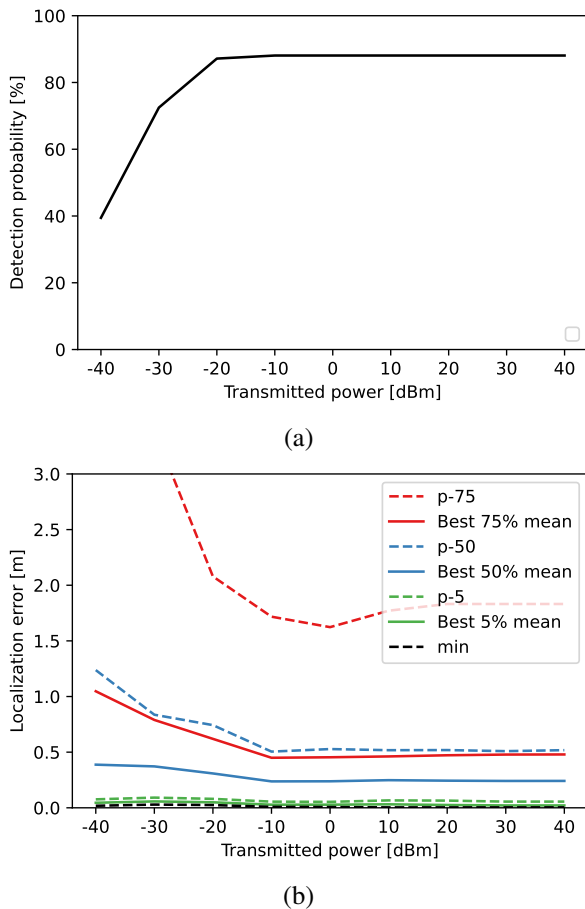 100
80
60
40
20
0
Detection probability [%]
-40 -30 -20 -10 0 10 20 30 40
Transmitted power [dBm]
(a)
3.0
2.5
2.0
1.5
1.0
0.5
0.0
Localization error [m]
p-75
Best 75% mean
p-50
Best 50% mean
p-5
Best 5% mean
min
-40 -30 -20 -10 0 10 20 30 40
Transmitted power [dBm]
(b)